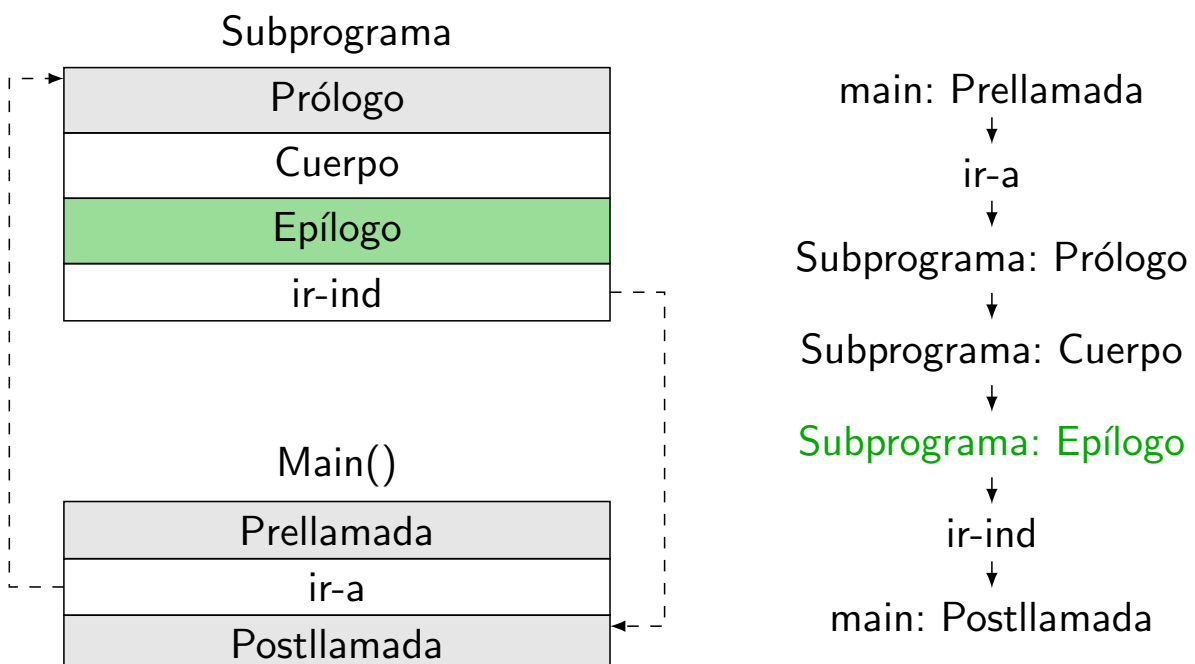 Subprograma
Prólogo
Cuerpo
Epílogo
ir-ind
Main()
Prellamada
ir-a
Postllamada
main: Prellamada
ir-a
Subprograma: Prólogo
Subprograma: Cuerpo
Subprograma: Epílogo
ir-ind
main: Postllamada